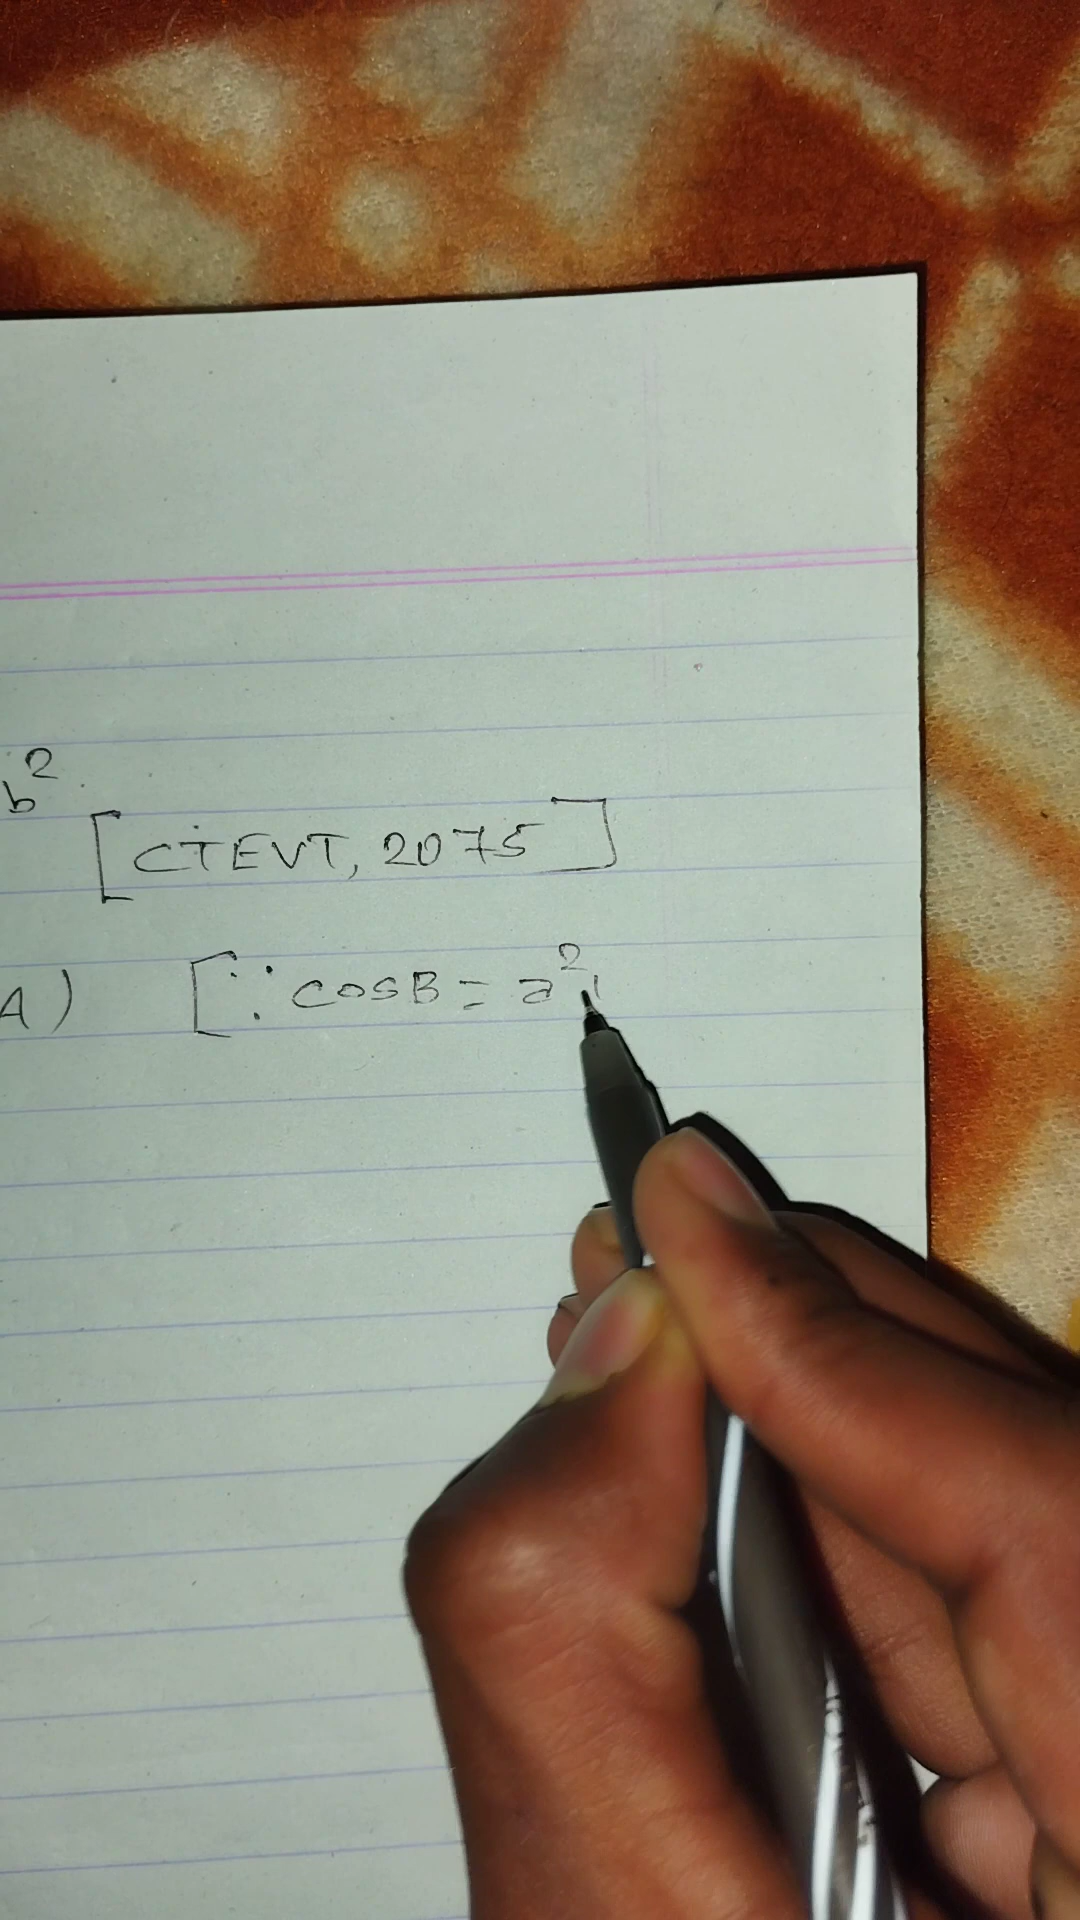 b²
[CTEVT, 2075]
A) [∵ cosB = a²